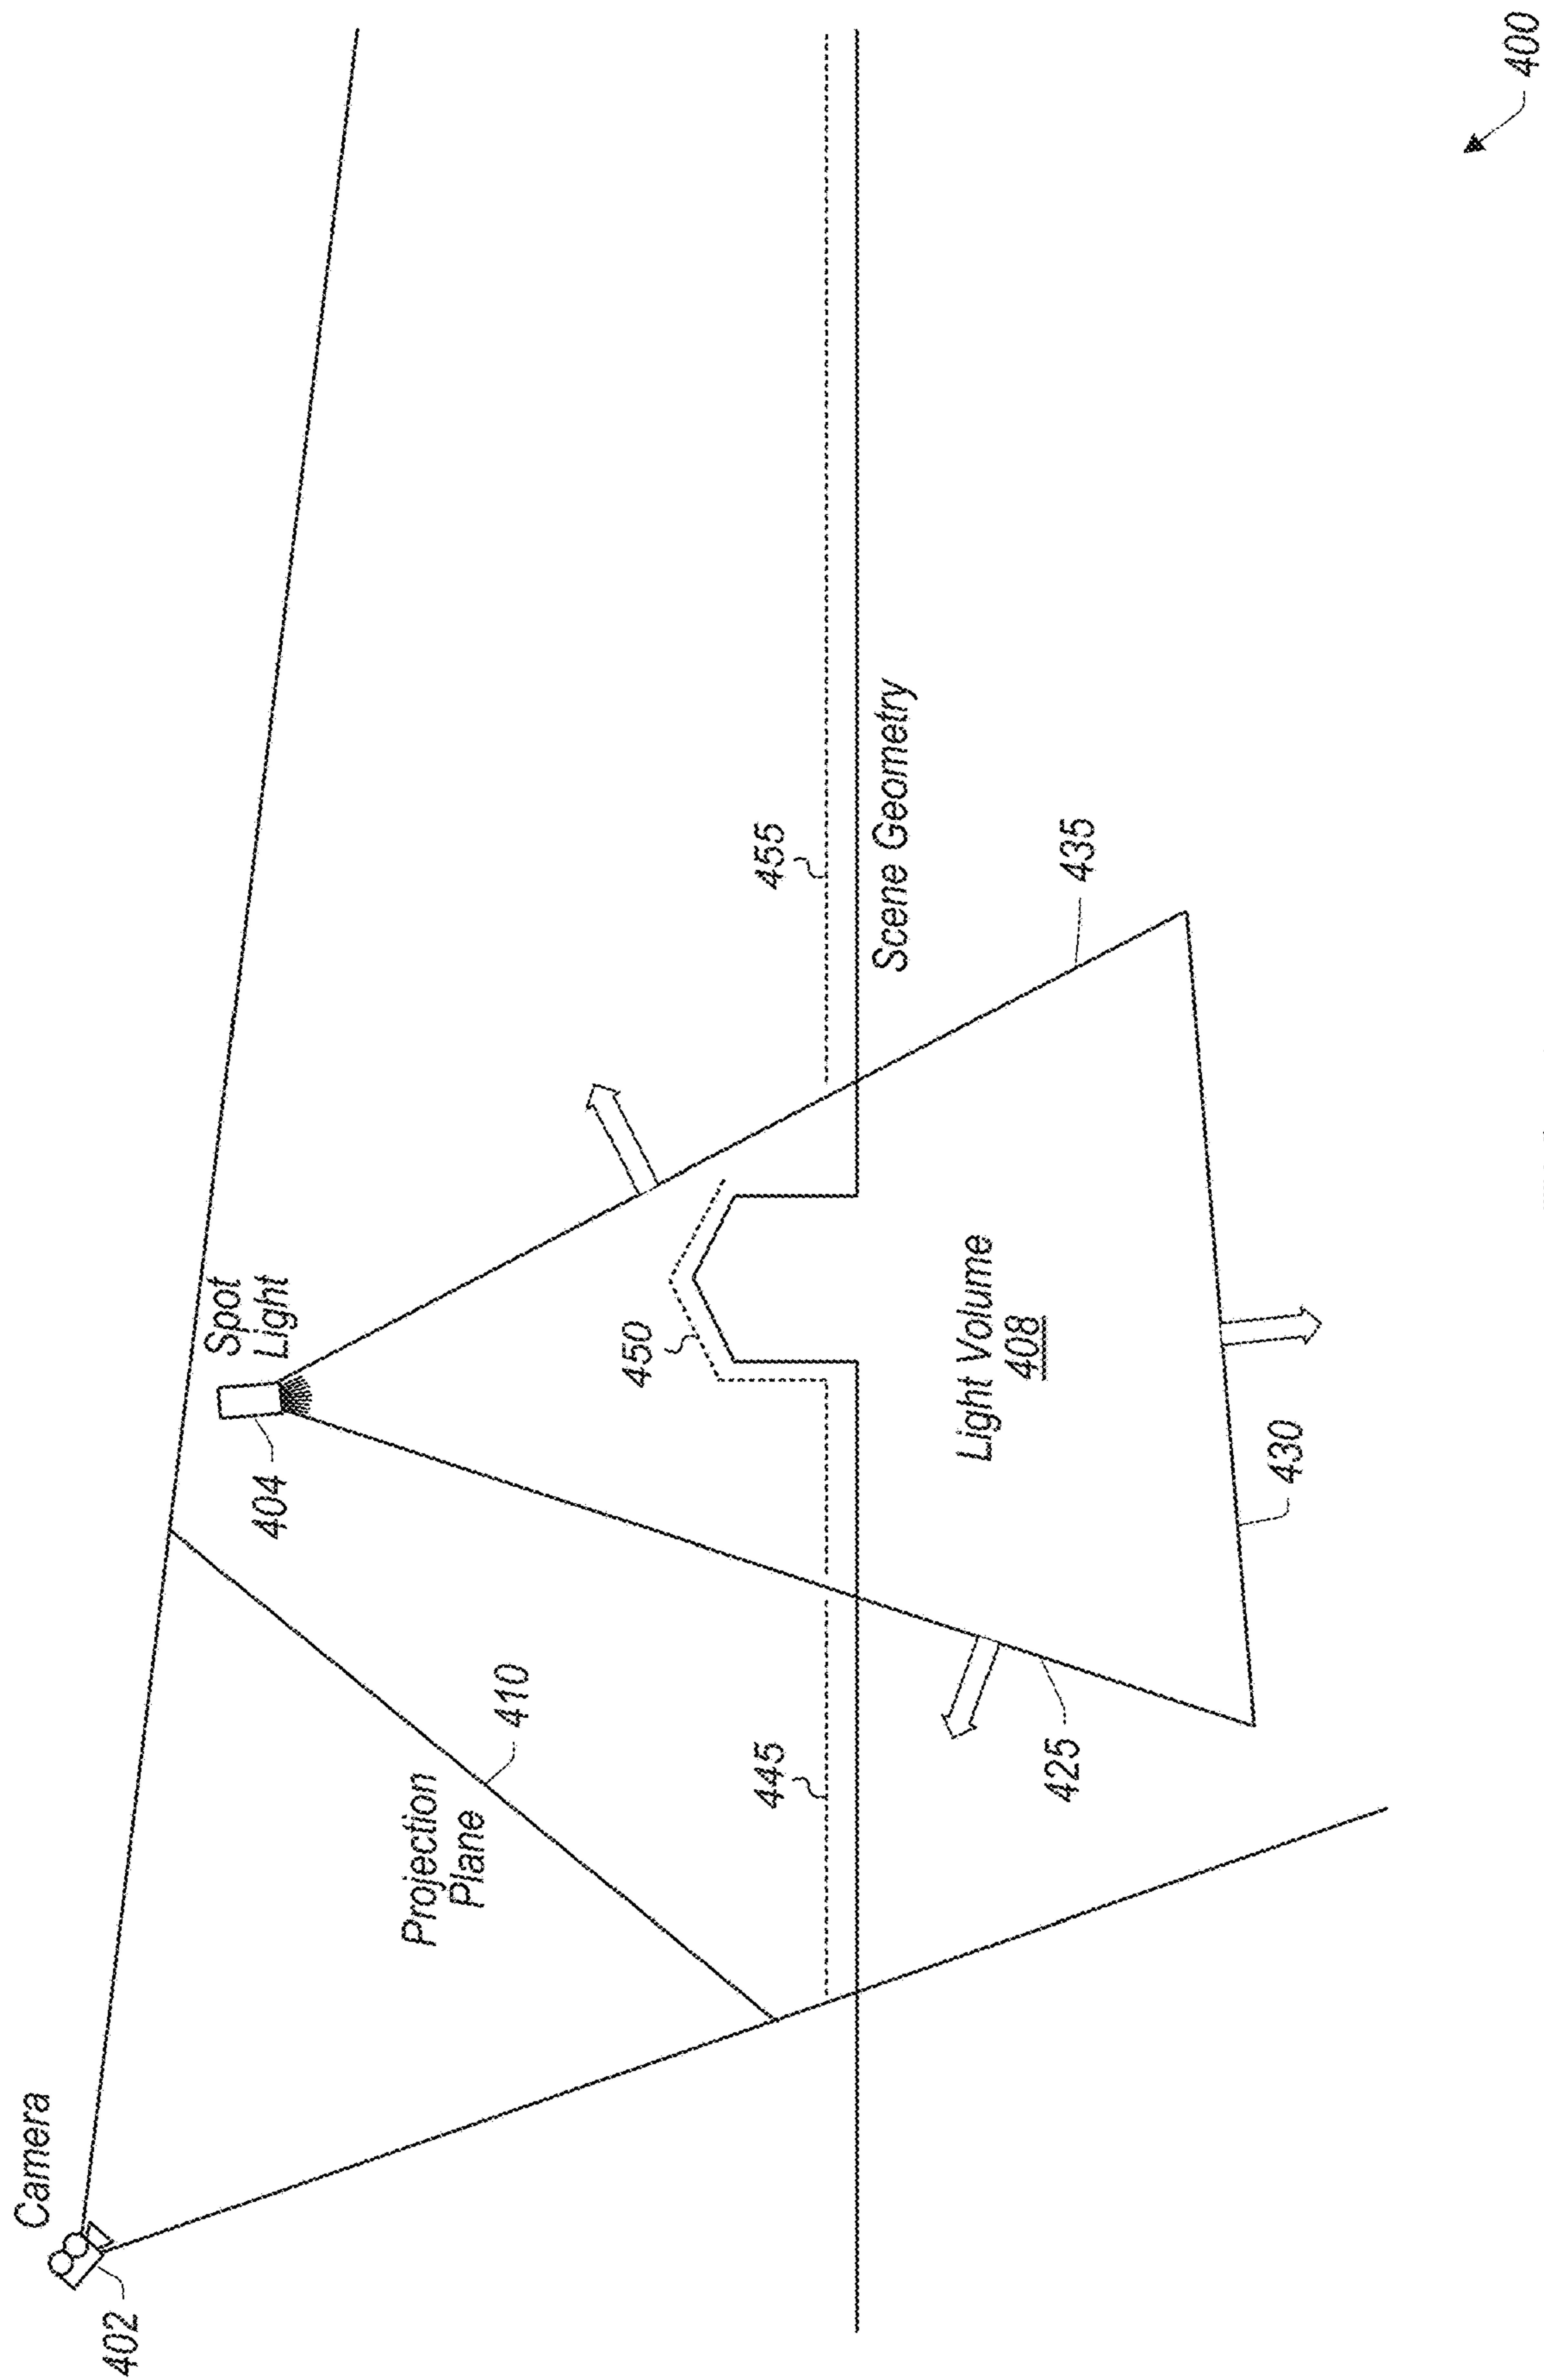 Camera
402
Spot
Light
404
Projection
Plane
410
450
445
455
Scene Geometry
Light Volume
408
425
430
435
400